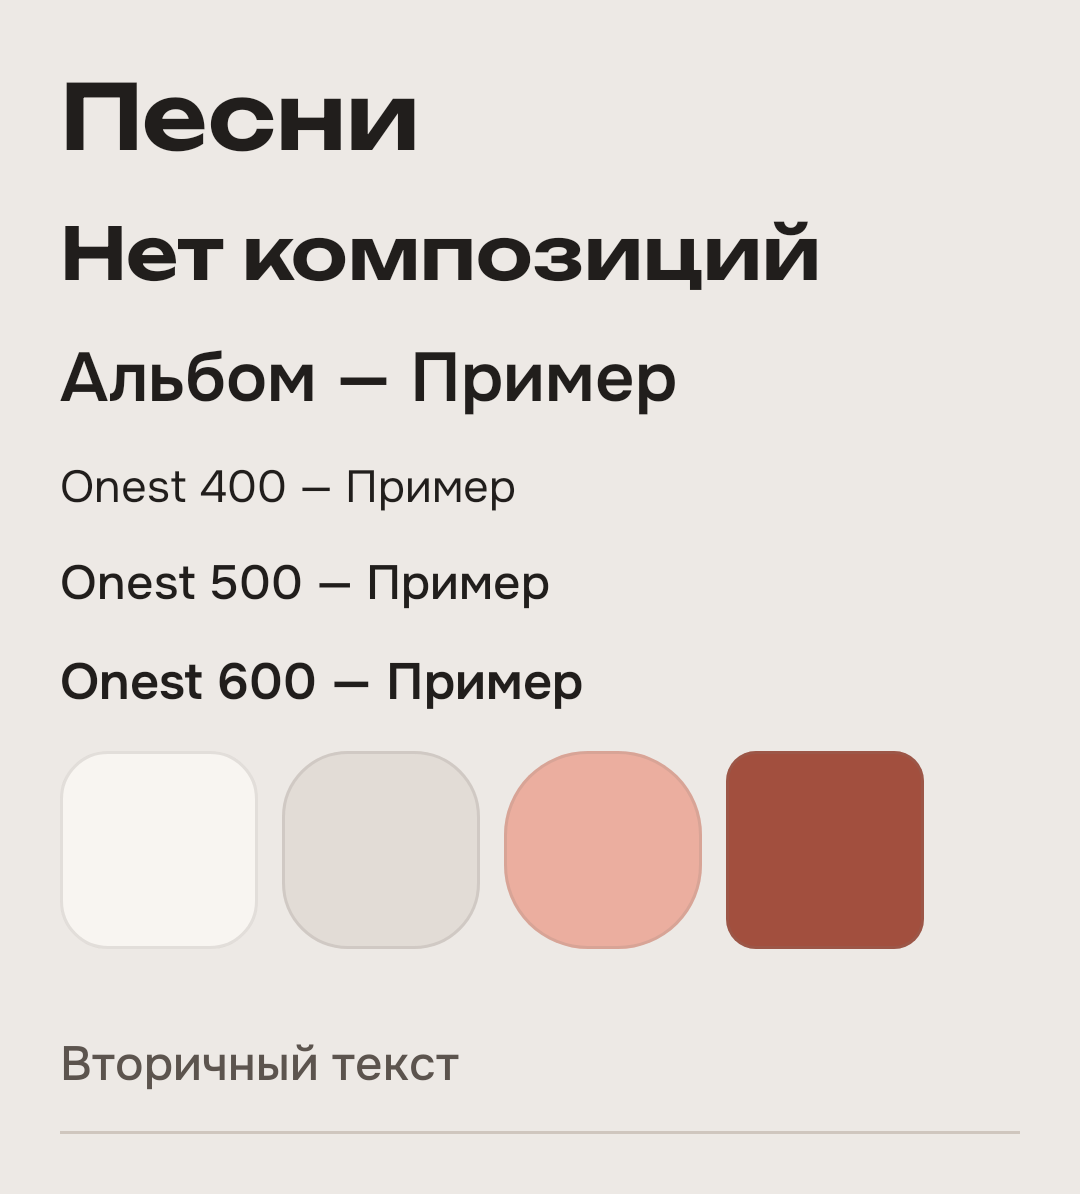 Песни
Нет композиций
Альбом — Пример
Onest 400 — Пример
Onest 500 — Пример
Onest 600 — Пример
Вторичный текст